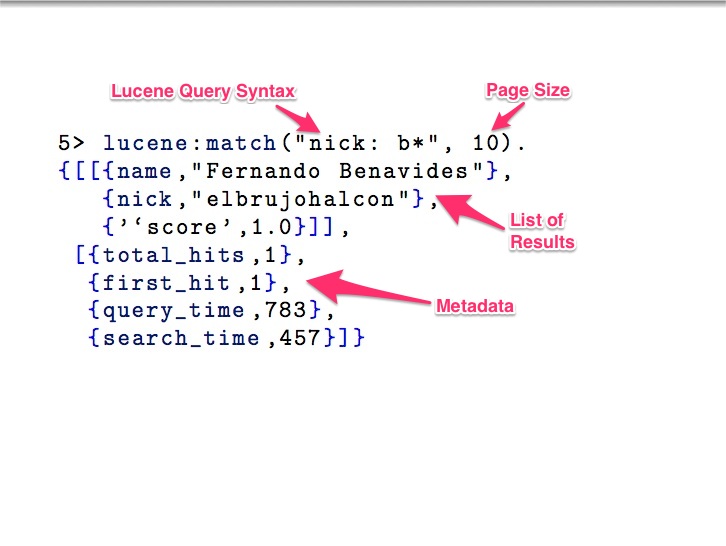 Lucene Query Syntax
Page Size
5> lucene:match("nick: b*", 10).
{[[{name,"Fernando Benavides"},
{nick,"elbrujohalcon"},
{'‘score',1.0}]],
List of
Results
[{total_hits,1},
{first_hit,1},
Metadata
{query_time,783},
{search_time,457}]}